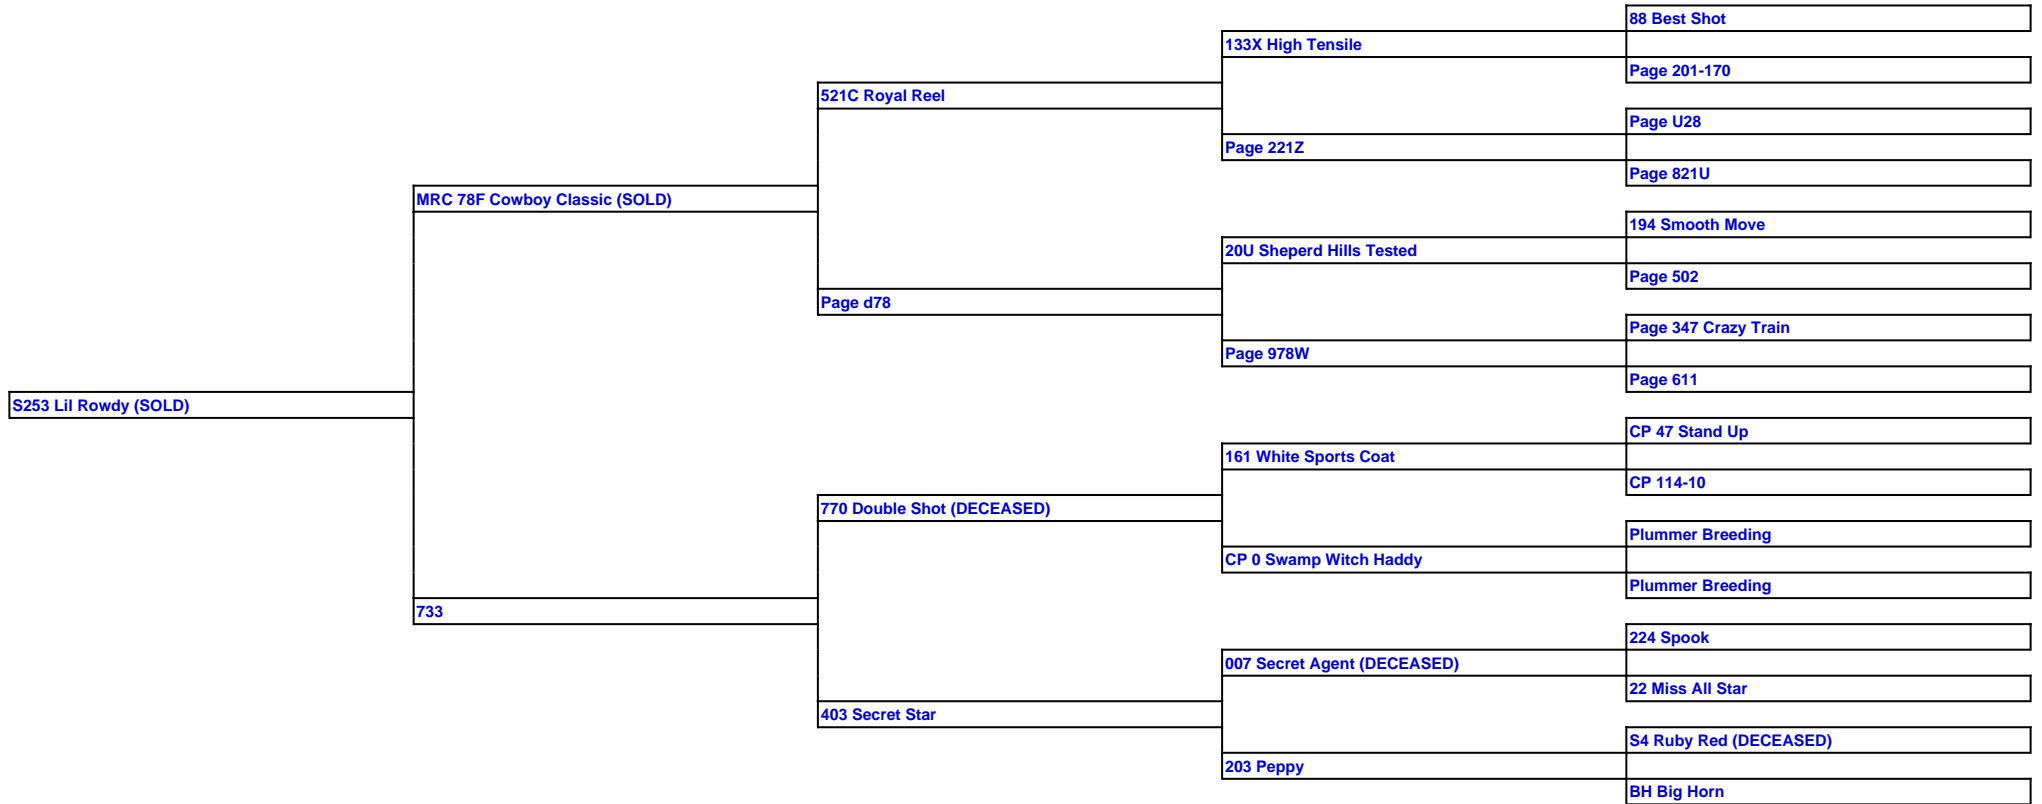 88 Best Shot
133X High Tensile
Page 201-170
521C Royal Reel
Page U28
Page 221Z
Page 821U
MRC 78F Cowboy Classic (SOLD)
194 Smooth Move
20U Sheperd Hills Tested
Page 502
Page d78
Page 347 Crazy Train
Page 978W
Page 611
S253 Lil Rowdy (SOLD)
CP 47 Stand Up
161 White Sports Coat
CP 114-10
770 Double Shot (DECEASED)
Plummer Breeding
CP 0 Swamp Witch Haddy
Plummer Breeding
733
224 Spook
007 Secret Agent (DECEASED)
22 Miss All Star
403 Secret Star
S4 Ruby Red (DECEASED)
203 Peppy
BH Big Horn